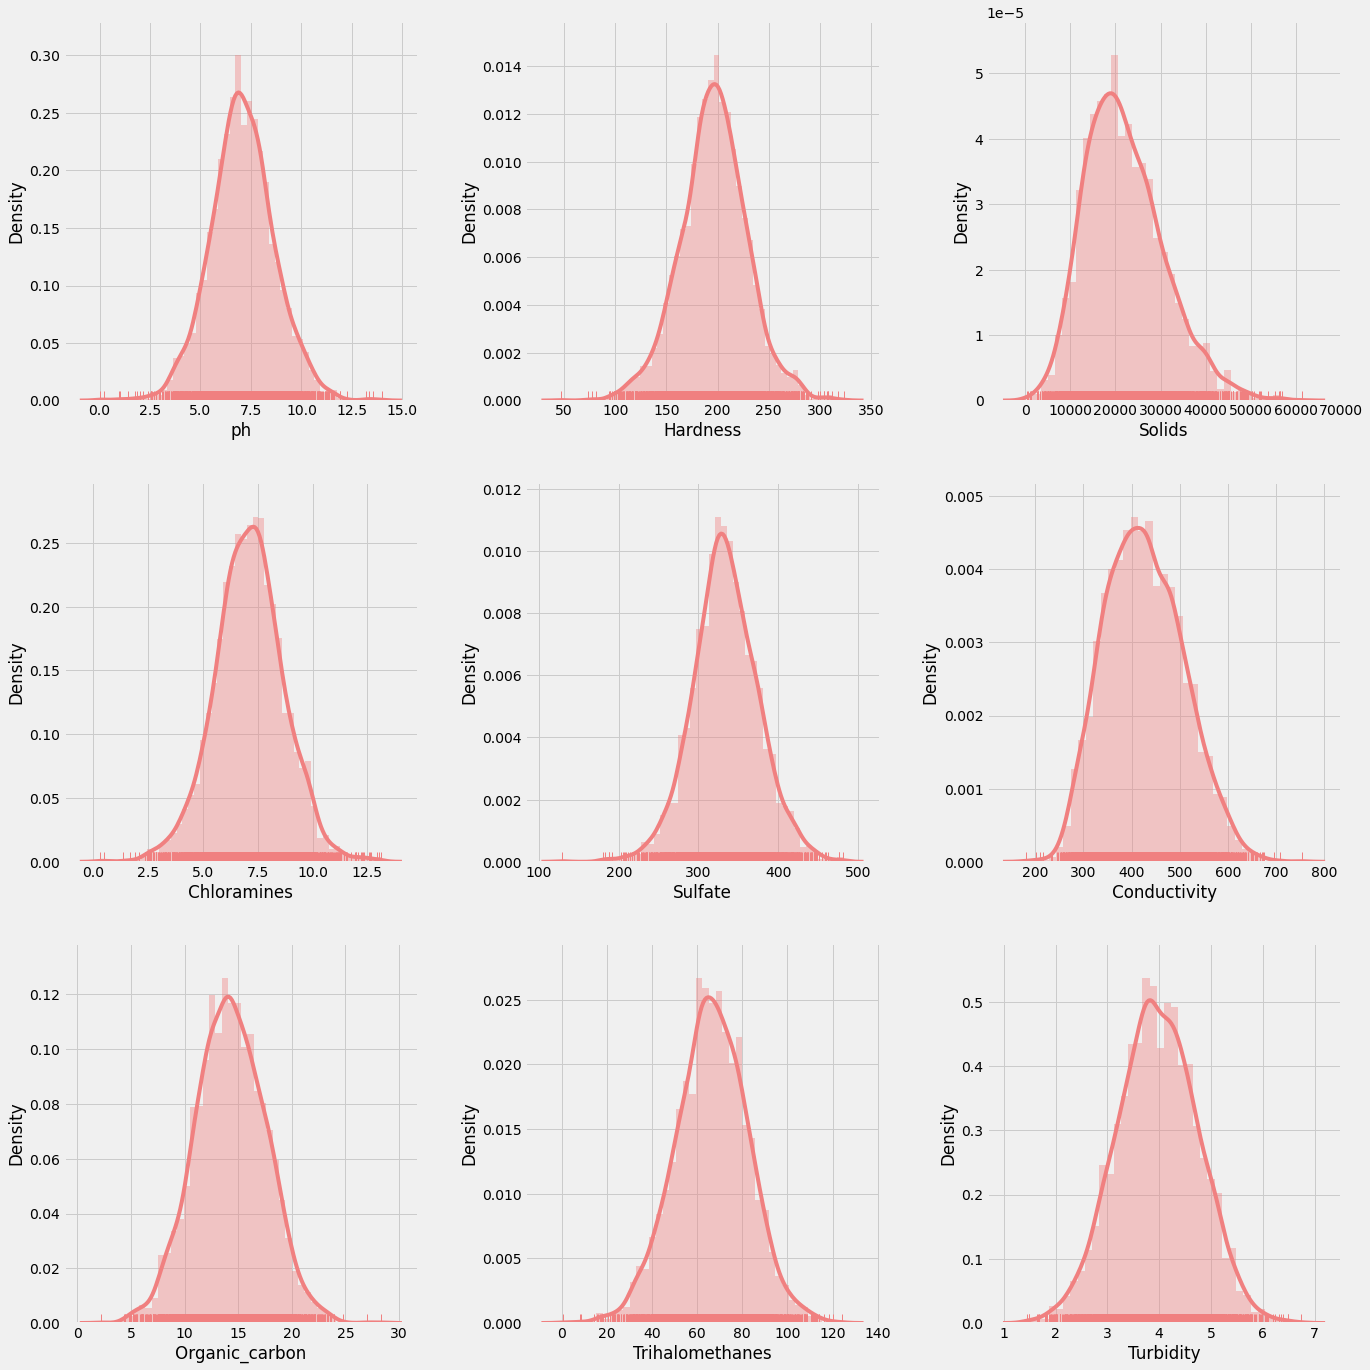 1e−5
0.30
0.25
0.20
0.15
0.10
0.05
0.00
Density
0.0 2.5 5.0 7.5 10.0 12.5 15.0
ph
0.014
0.012
0.010
0.008
0.006
0.004
0.002
0.000
Density
50 100 150 200 250 300 350
Hardness
5
4
3
2
1
0
Density
0 10000 20000 30000 40000 50000 60000 70000
Solids
0.25
0.20
0.15
0.10
0.05
0.00
Density
0.0 2.5 5.0 7.5 10.0 12.5
Chloramines
0.012
0.010
0.008
0.006
0.004
0.002
0.000
Density
100 200 300 400 500
Sulfate
0.005
0.004
0.003
0.002
0.001
0.000
Density
200 300 400 500 600 700 800
Conductivity
0.12
0.10
0.08
0.06
0.04
0.02
0.00
Density
0 5 10 15 20 25 30
Organic_carbon
0.025
0.020
0.015
0.010
0.005
0.000
Density
0 20 40 60 80 100 120 140
Trihalomethanes
0.5
0.4
0.3
0.2
0.1
0.0
Density
1 2 3 4 5 6 7
Turbidity